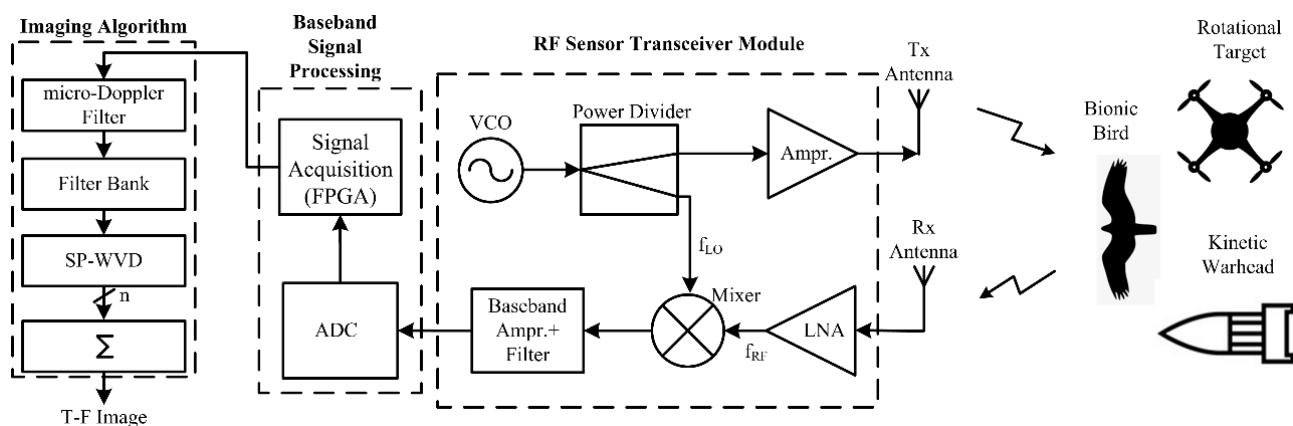 Imaging Algorithm
micro-Doppler
Filter
Filter Bank
SP-WVD
n
Σ
T-F Image
Baseband
Signal
Processing
Signal
Acquisition
(FPGA)
ADC
RF Sensor Transceiver Module
VCO
Power Divider
Ampr.
f_LO
Mixer
Baseband
Ampr.+
Filter
f_RF
LNA
Tx
Antenna
Rx
Antenna
Rotational
Target
Bionic
Bird
Kinetic
Warhead